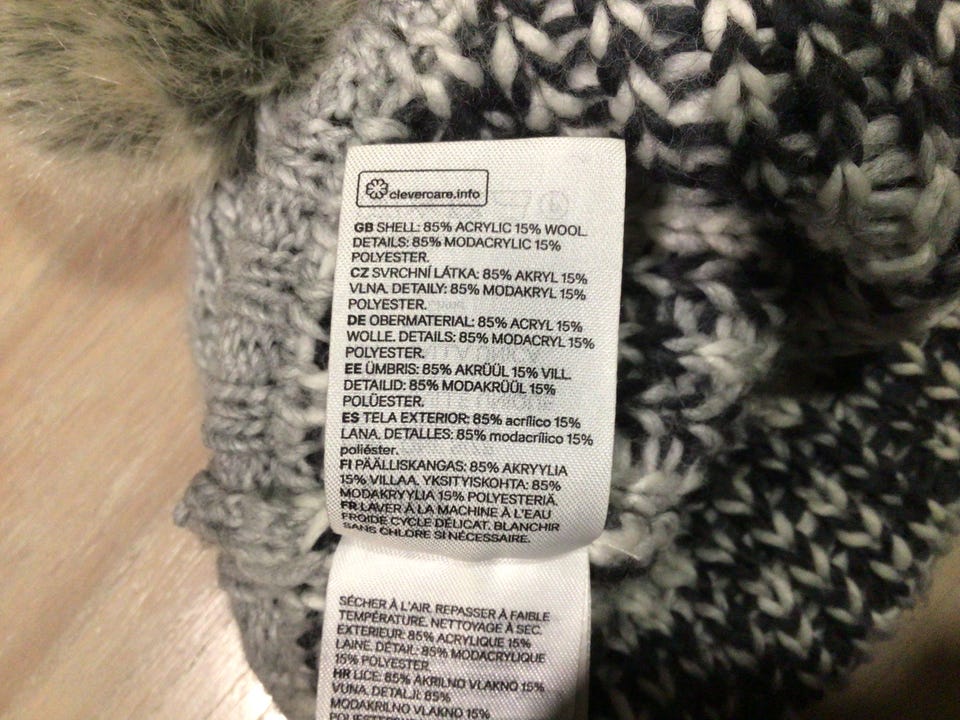 clevercare.info
GB SHELL: 85% ACRYLIC 15% WOOL.
DETAILS: 85% MODACRYLIC 15%
POLYESTER.
CZ SVRCHNÍ LÁTKA: 85% AKRYL 15%
VLNA. DETAILY: 85% MODAKRYL 15%
POLYESTER.
DE OBERMATERIAL: 85% ACRYL 15%
WOLLE. DETAILS: 85% MODACRYL 15%
POLYESTER.
EE ÜMBRIS: 85% AKRÜÜL 15% VILL.
DETAILID: 85% MODAKRÜÜL 15%
POLÜESTER.
ES TELA EXTERIOR: 85% acrílico 15%
LANA. DETALLES: 85% modacrílico 15%
poliéster.
FI PÄÄLLISKANGAS: 85% AKRYYLIA
15% VILLAA. YKSITYISKOHTA: 85%
MODAKRYYLIA 15% POLYESTERIÄ.
FR LAVER À LA MACHINE À L'EAU
FROIDE CYCLE DÉLICAT. BLANCHIR
SANS CHLORE SI NÉCESSAIRE.
SÉCHER À L'AIR. REPASSER À FAIBLE
TEMPÉRATURE. NETTOYAGE À SEC.
EXTERIEUR: 85% ACRYLIQUE 15%
LAINE. DÉTAIL: 85% MODACRYLIQUE
15% POLYESTER
HR LICE: 85% AKRILNO VLAKNO 15%
VUNA. DETALJI: 85%
MODAKRILNO VLAKNO 15%